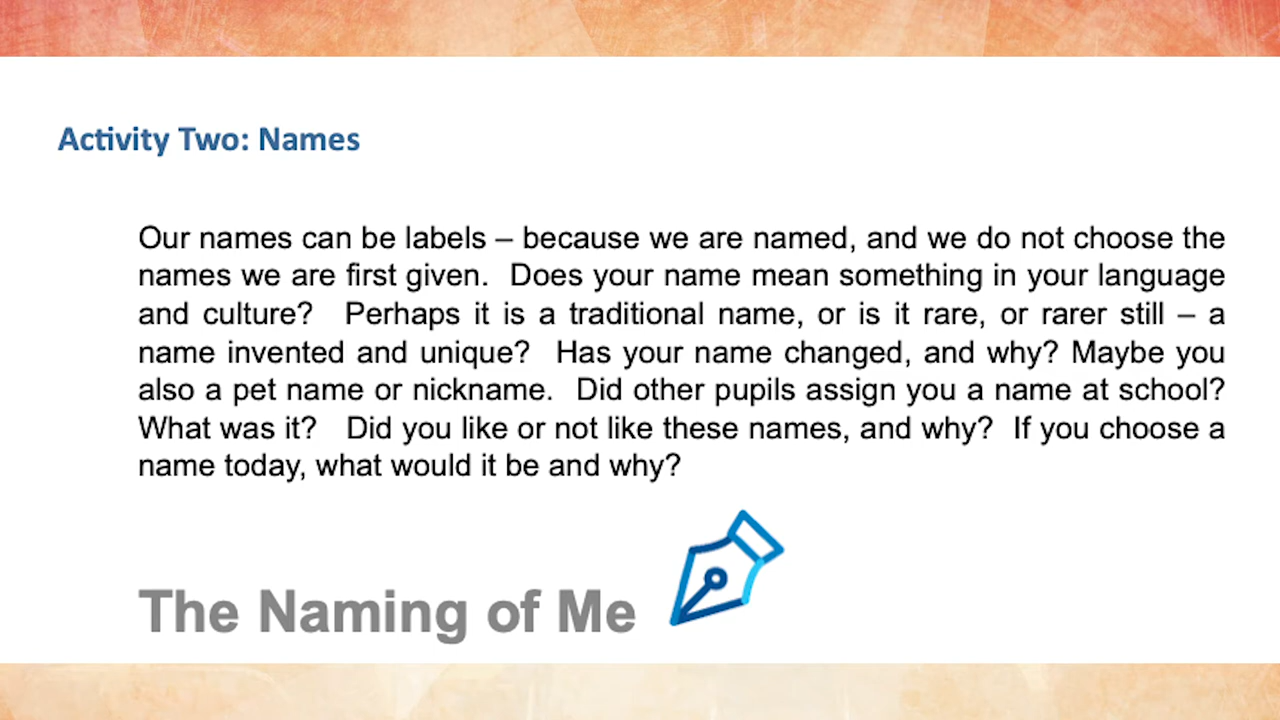 Activity Two: Names
Our names can be labels – because we are named, and we do not choose the
names we are first given.  Does your name mean something in your language
and culture?  Perhaps it is a traditional name, or is it rare, or rarer still – a
name invented and unique?  Has your name changed, and why? Maybe you
also a pet name or nickname.  Did other pupils assign you a name at school?
What was it?  Did you like or not like these names, and why?  If you choose a
name today, what would it be and why?
The Naming of Me